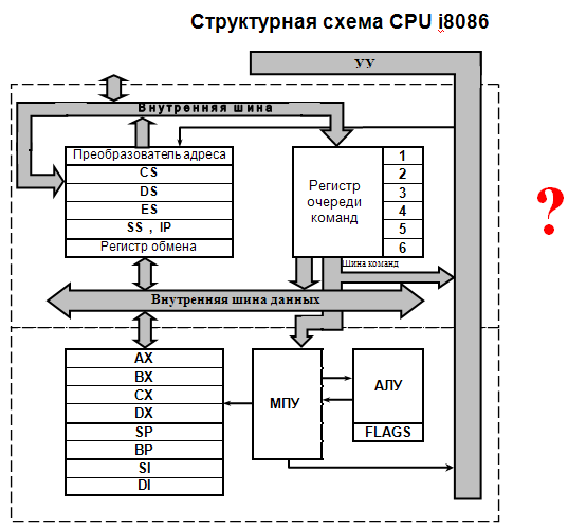 Структурная схема CPU i8086
УУ
Внутренняя шина
Преобразователь адреса
CS
DS
ES
SS , IP
Регистр обмена
Регистр
очереди
команд
1
2
3
4
5
6
?
Шина команд
Внутренняя шина данных
AX
BX
CX
DX
SP
BP
SI
DI
МПУ
АЛУ
FLAGS